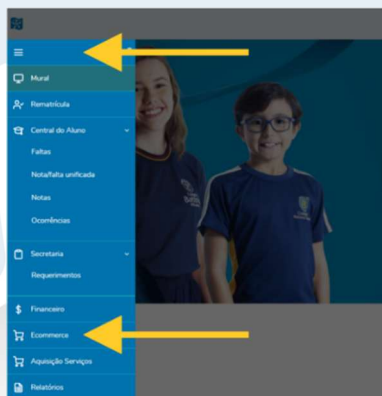 Mural
Rematrícula
Central do Aluno
Faltas
Nota/falta unificada
Notas
Ocorrências
Secretaria
Requerimentos
$ Financeiro
Ecommerce
Aquisição Serviços
Relatórios